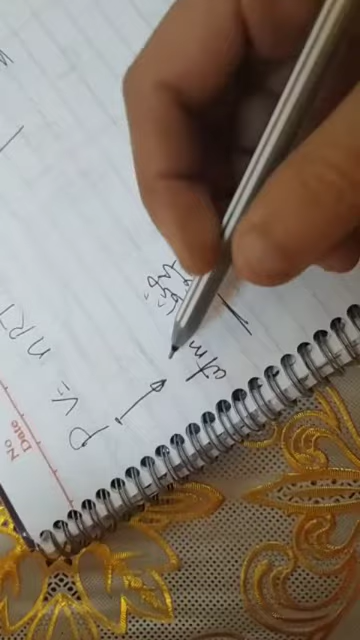 No
Date
PV = nRT
atm